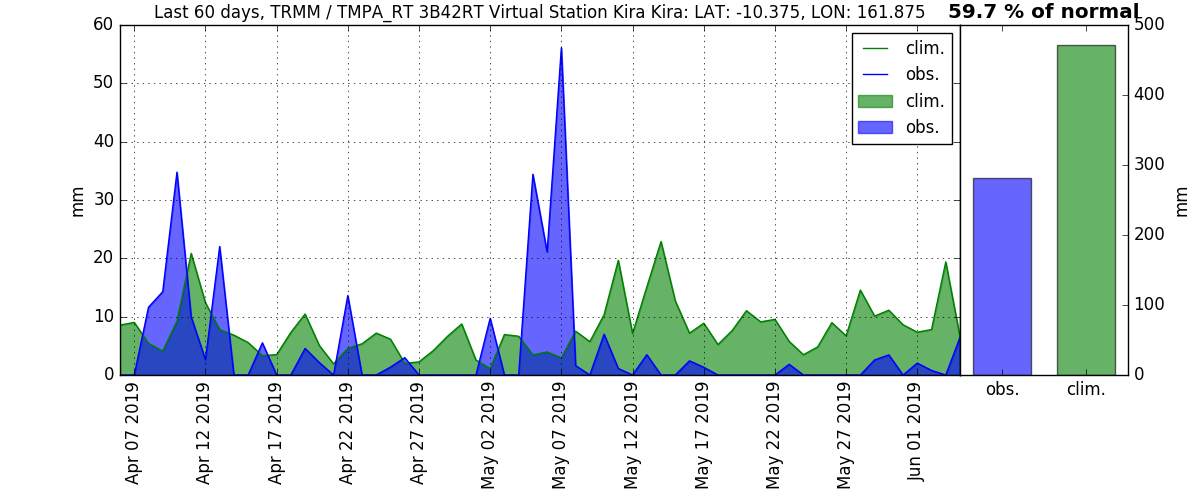 Last 60 days, TRMM / TMPA_RT 3B42RT Virtual Station Kira Kira: LAT: -10.375, LON: 161.875
59.7 % of normal
60
50
40
30
20
10
0
mm
clim.
obs.
clim.
obs.
500
400
300
200
100
0
mm
obs.
clim.
Apr 07 2019
Apr 12 2019
Apr 17 2019
Apr 22 2019
Apr 27 2019
May 02 2019
May 07 2019
May 12 2019
May 17 2019
May 22 2019
May 27 2019
Jun 01 2019